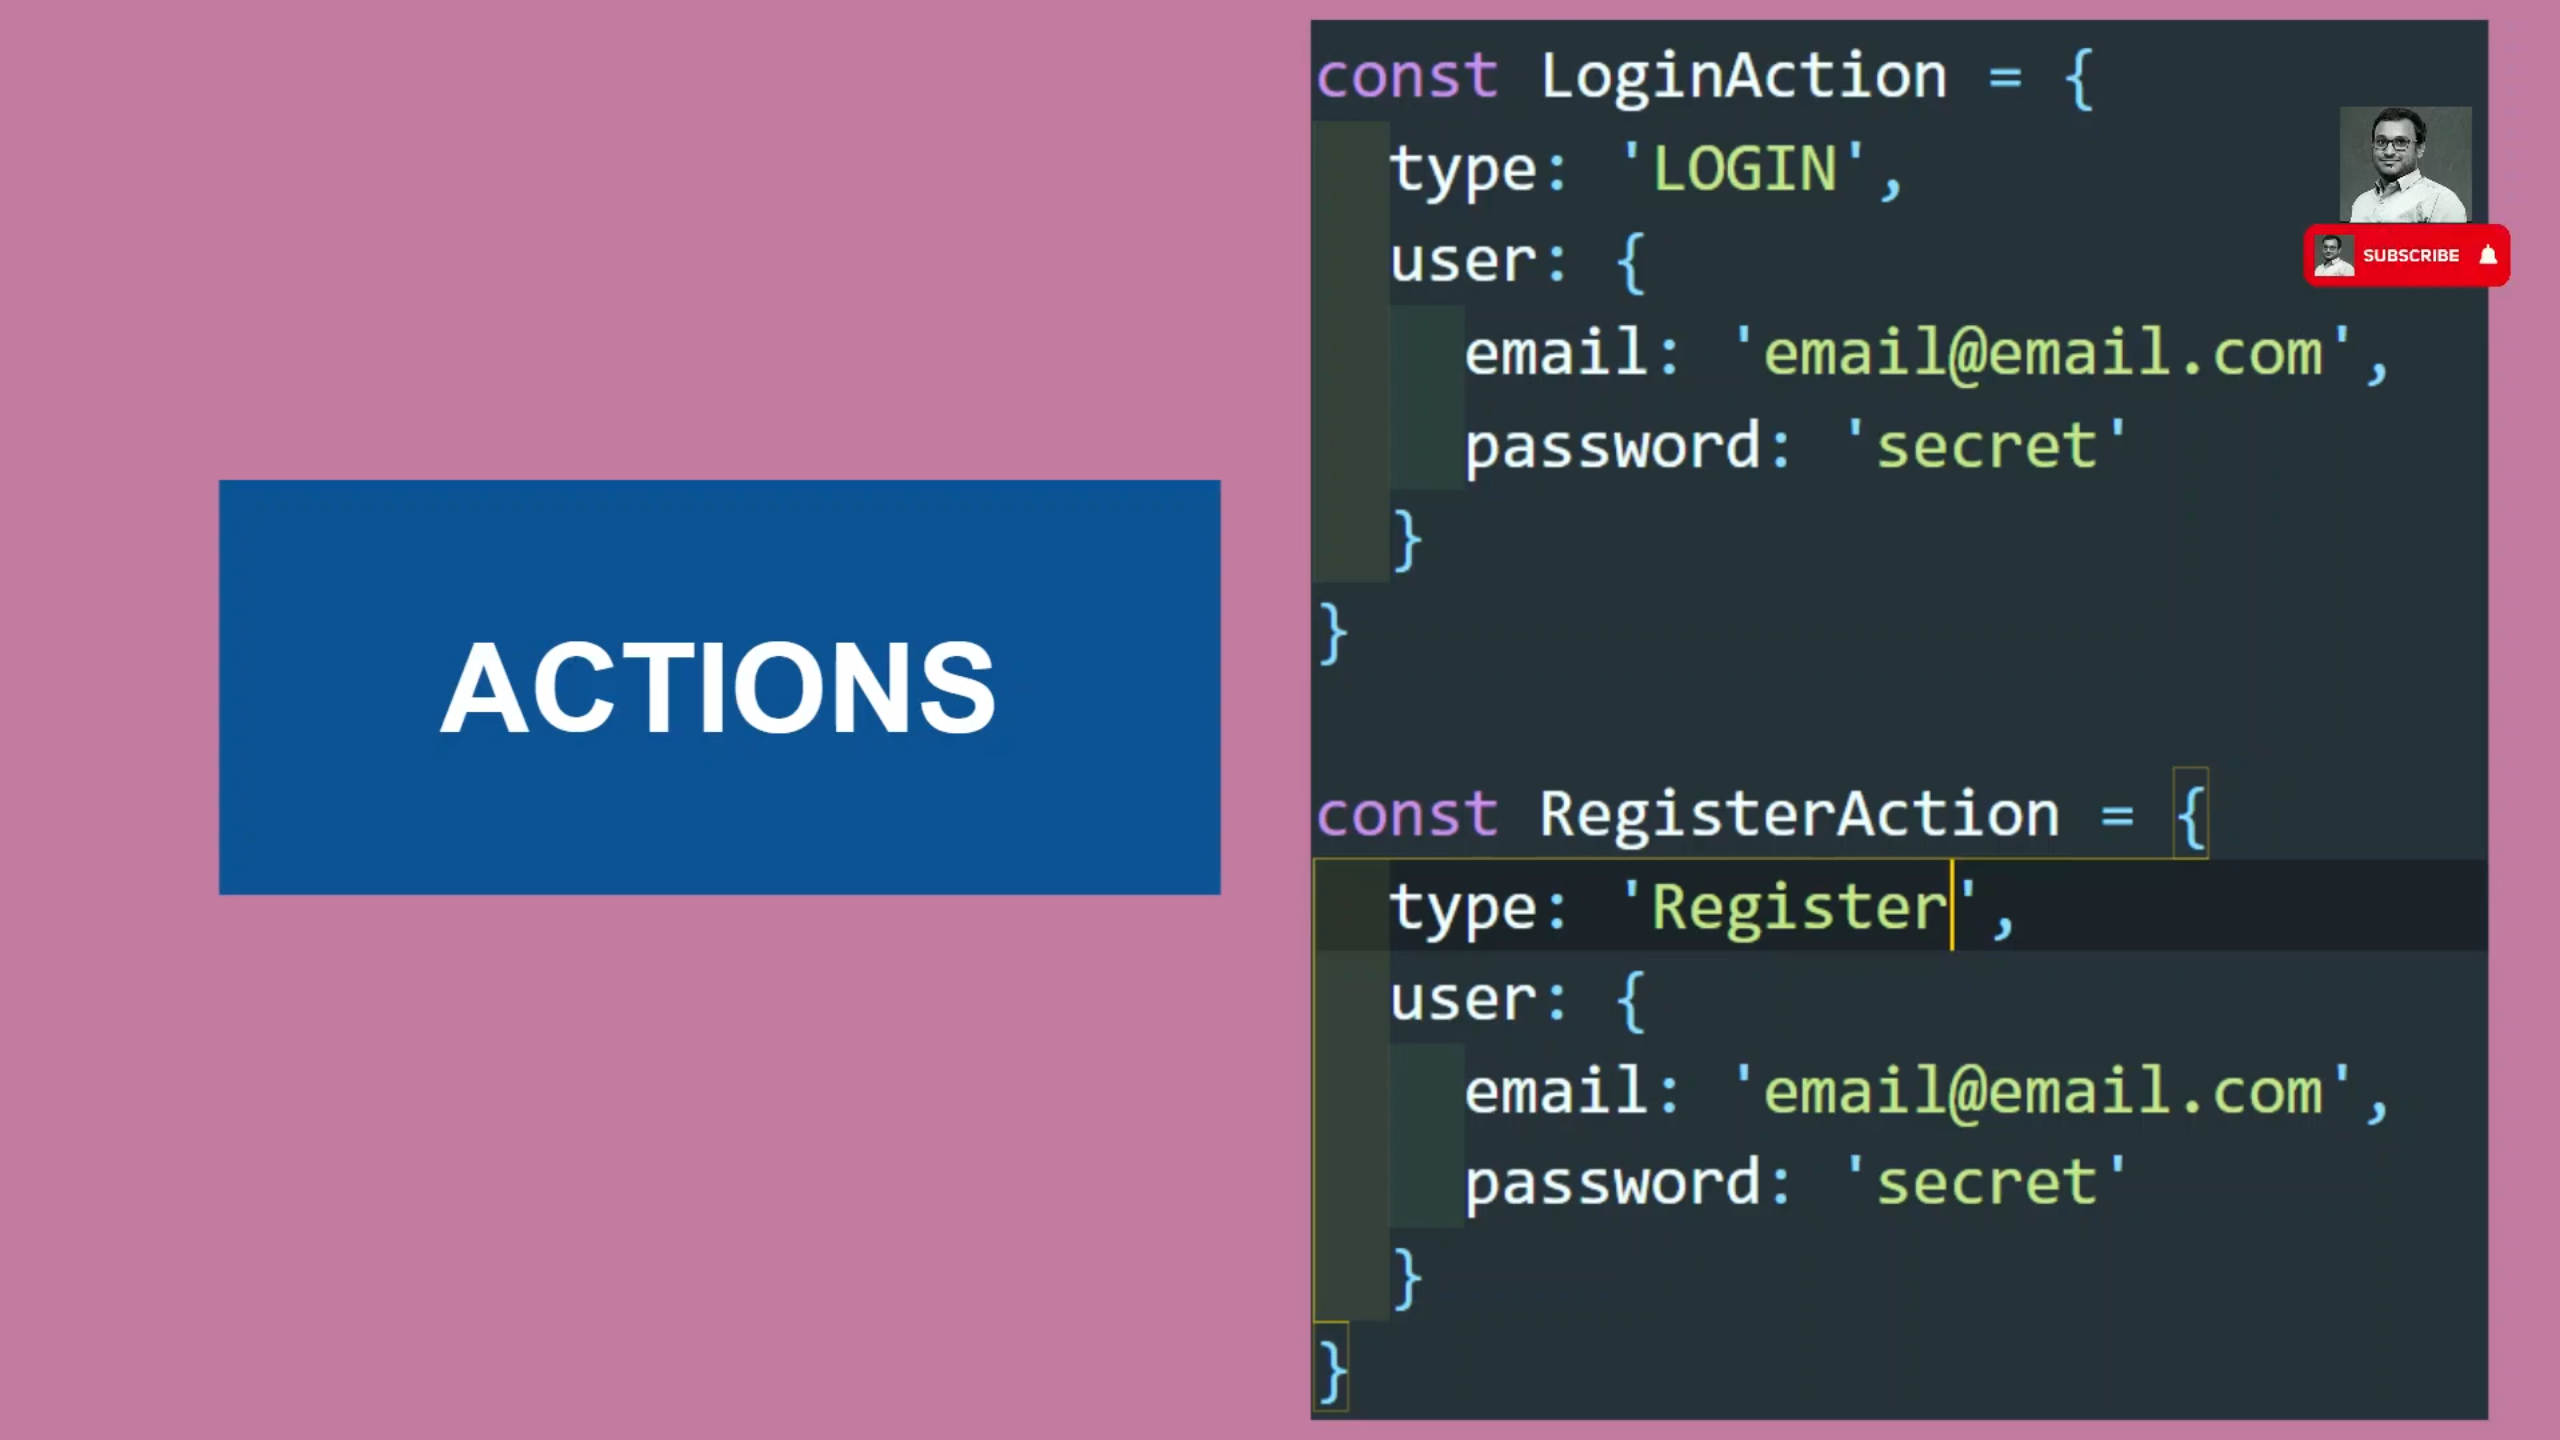 ACTIONS
const LoginAction = {
type: 'LOGIN',
user: {
email: 'email@email.com',
password: 'secret'
}
}
const RegisterAction = {
type: 'Register',
user: {
email: 'email@email.com',
password: 'secret'
}
}
SUBSCRIBE